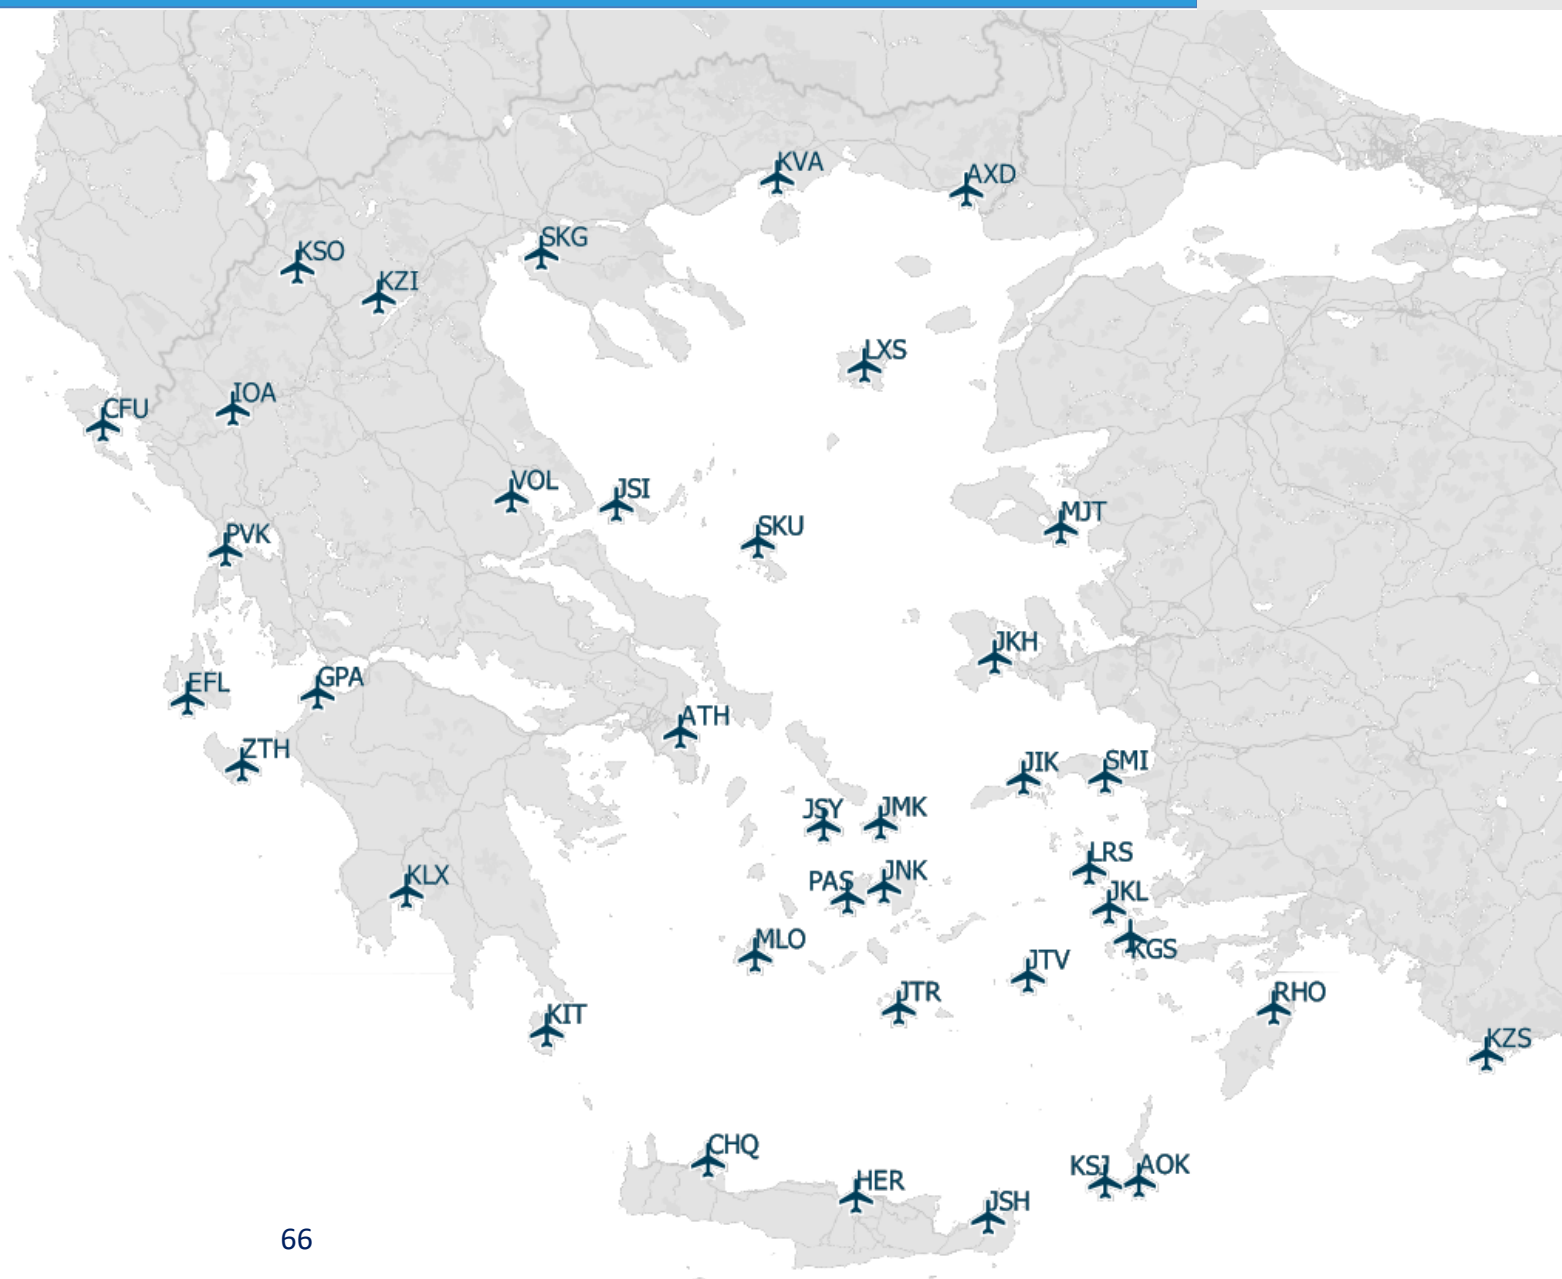 KVA
AXD
SKG
KSO
KZI
LXS
IOA
CFU
VOL
JSI
MJT
SKU
PVK
JKH
GPA
EFL
ATH
ZTH
JIK
SMI
JSY
JMK
LRS
JNK
PAS
KLX
JKL
MLO
KGS
JTV
JTR
RHO
KIT
KZS
CHQ
KSJ
AOK
HER
JSH
66